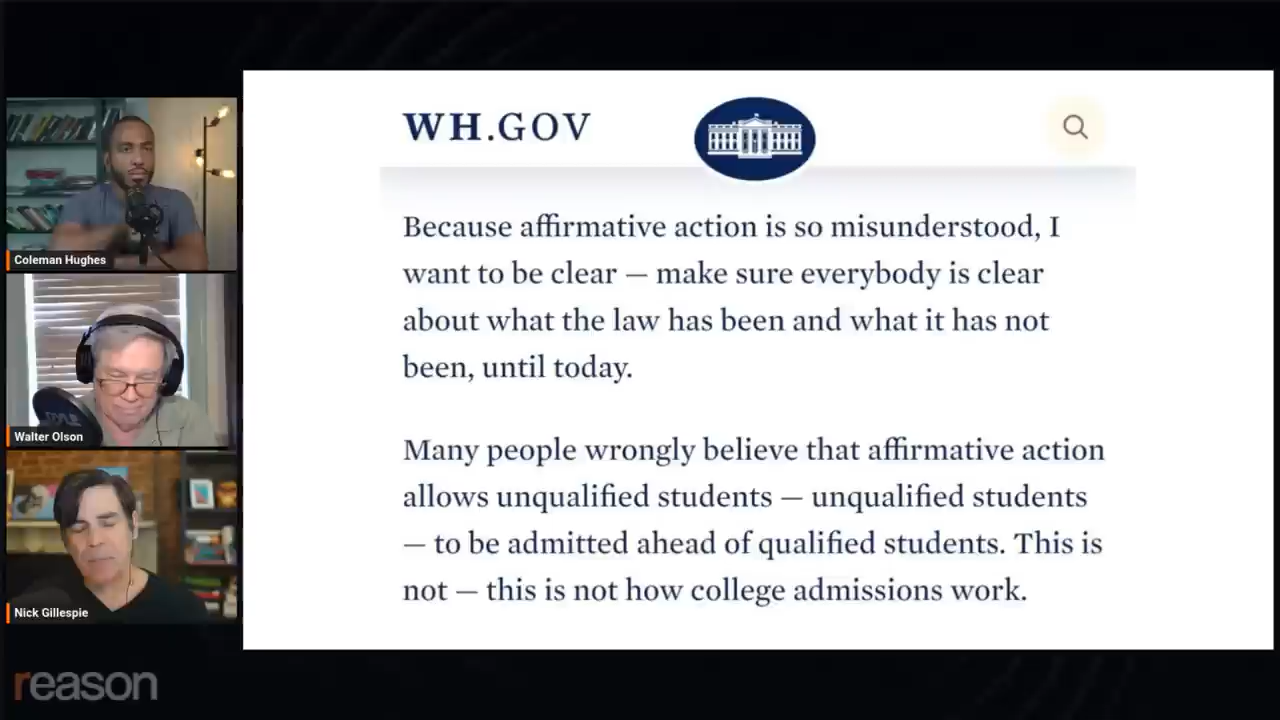 WH.GOV
Because affirmative action is so misunderstood, I
want to be clear — make sure everybody is clear
about what the law has been and what it has not
been, until today.
Many people wrongly believe that affirmative action
allows unqualified students — unqualified students
— to be admitted ahead of qualified students. This is
not — this is not how college admissions work.
Coleman Hughes
Walter Olson
Nick Gillespie
reason